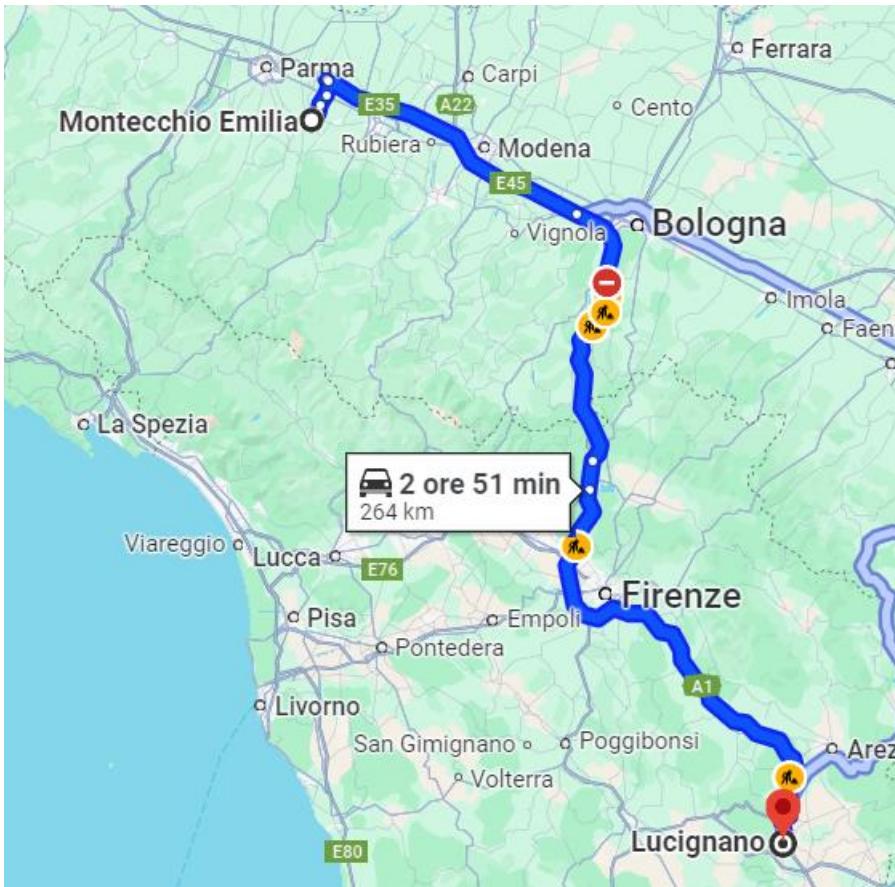 Ferrara
Parma
Carpi
E35
A22
Cento
Montecchio Emilia
Rubiera
Modena
E45
Bologna
Vignola
Imola
Faen
La Spezia
2 ore 51 min
264 km
Viareggio
Lucca
E76
Firenze
Pisa
Empoli
Pontedera
A1
Livorno
San Gimignano
Poggibonsi
Arez
Volterra
Lucignano
E80